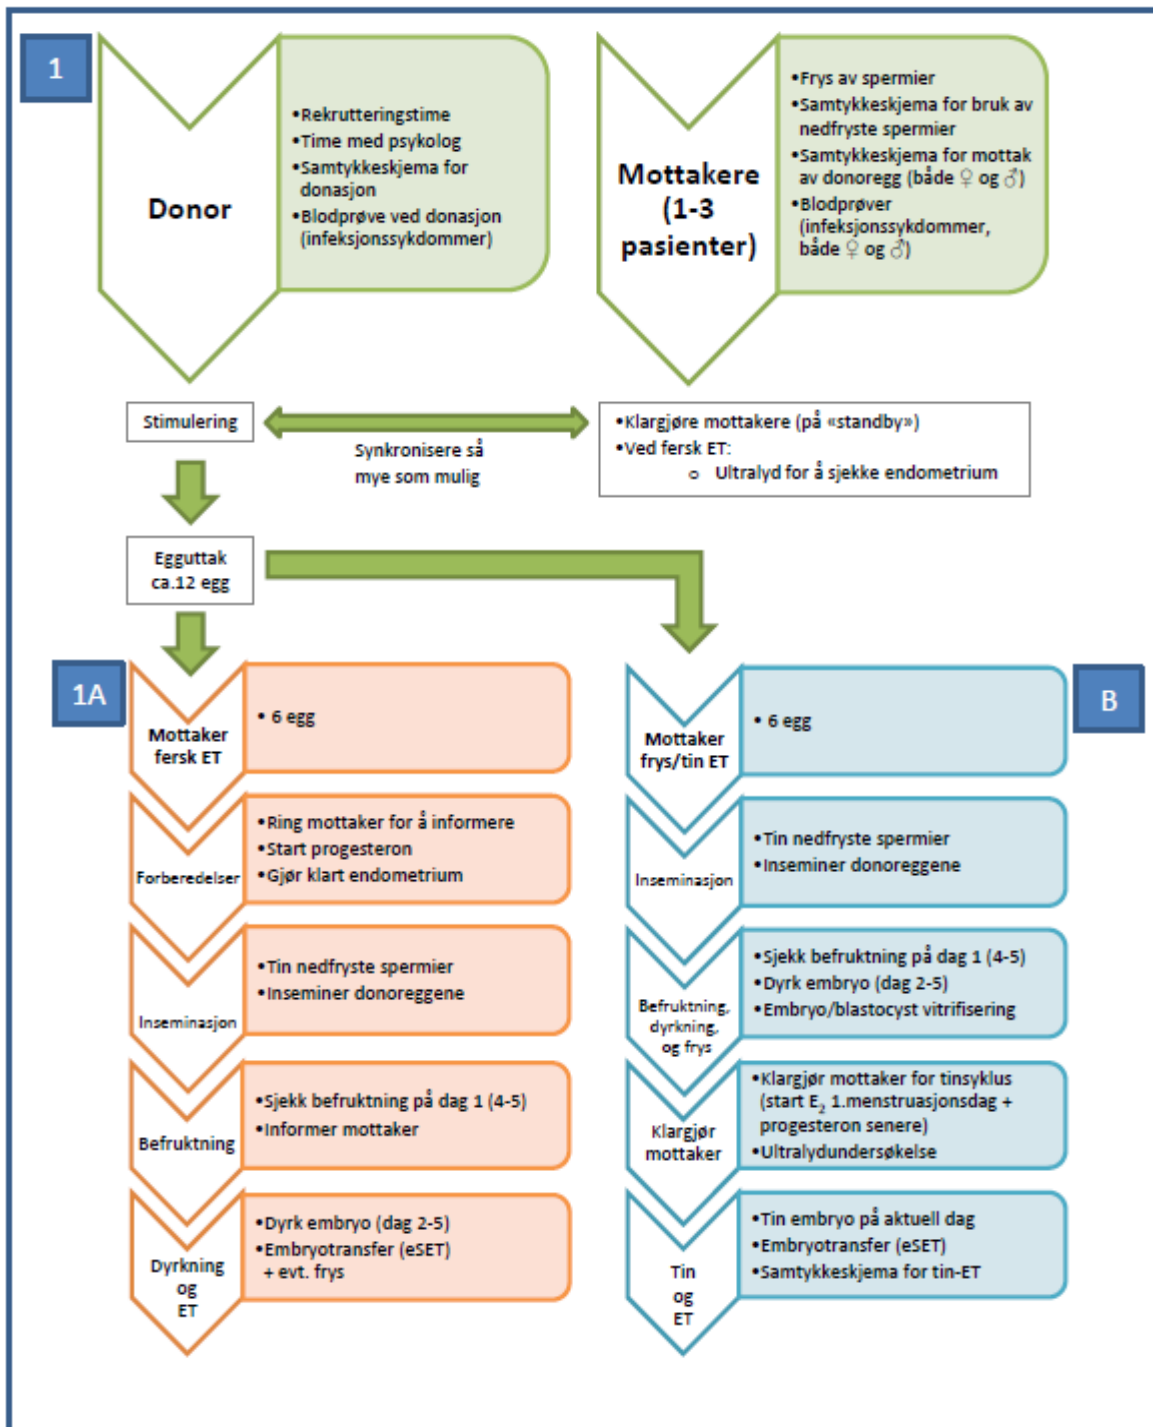 1
Donor
•Rekrutteringstime
•Time med psykolog
•Samtykkeskjema for
donasjon
•Blodprøve ved donasjon
(infeksjonssykdommer)
Mottakere
(1-3
pasienter)
•Frys av spermier
•Samtykkeskjema for bruk av
nedfryste spermier
•Samtykkeskjema for mottak
av donoregg (både ♀ og ♂)
•Blodprøver
(infeksjonssykdommer,
både ♀ og ♂)
Stimulering
Synkronisere så
mye som mulig
•Klargjøre mottakere (på «standby»)
•Ved fersk ET:
o Ultralyd for å sjekke endometrium
Egguttak
ca.12 egg
1A
Mottaker
fersk ET
• 6 egg
Forberedelser
•Ring mottaker for å informere
•Start progesteron
•Gjør klart endometrium
Inseminasjon
•Tin nedfryste spermier
•Inseminer donoreggene
Befruktning
•Sjekk befruktning på dag 1 (4-5)
•Informer mottaker
Dyrkning
og
ET
•Dyrk embryo (dag 2-5)
•Embryotransfer (eSET)
+ evt. frys
B
Mottaker
frys/tin ET
• 6 egg
Inseminasjon
•Tin nedfryste spermier
•Inseminer donoreggene
Befruktning,
dyrkning,
og frys
•Sjekk befruktning på dag 1 (4-5)
•Dyrk embryo (dag 2-5)
•Embryo/blastocyst vitrifisering
Klargjør
mottaker
•Klargjør mottaker for tinsyklus
(start E₂ 1.menstruasjonsdag +
progesteron senere)
•Ultralydundersøkelse
Tin
og
ET
•Tin embryo på aktuell dag
•Embryotransfer (eSET)
•Samtykkeskjema for tin-ET